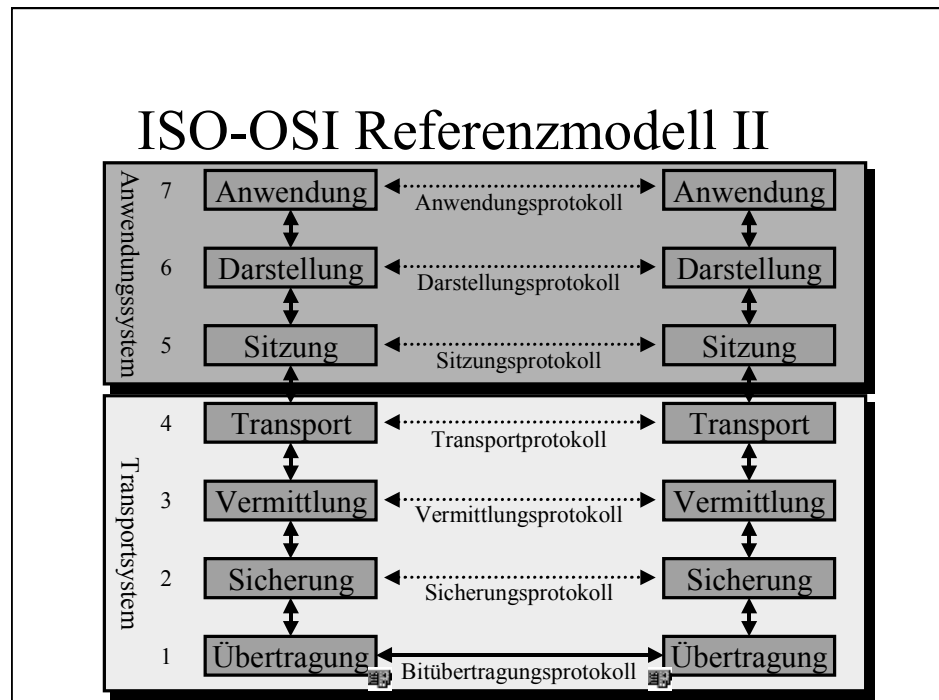 ISO-OSI Referenzmodell II
Anwendungssystem
7 Anwendung Anwendungsprotokoll Anwendung
6 Darstellung Darstellungsprotokoll Darstellung
5 Sitzung Sitzungsprotokoll Sitzung
Transportsystem
4 Transport Transportprotokoll Transport
3 Vermittlung Vermittlungsprotokoll Vermittlung
2 Sicherung Sicherungsprotokoll Sicherung
1 Übertragung Bitübertragungsprotokoll Übertragung